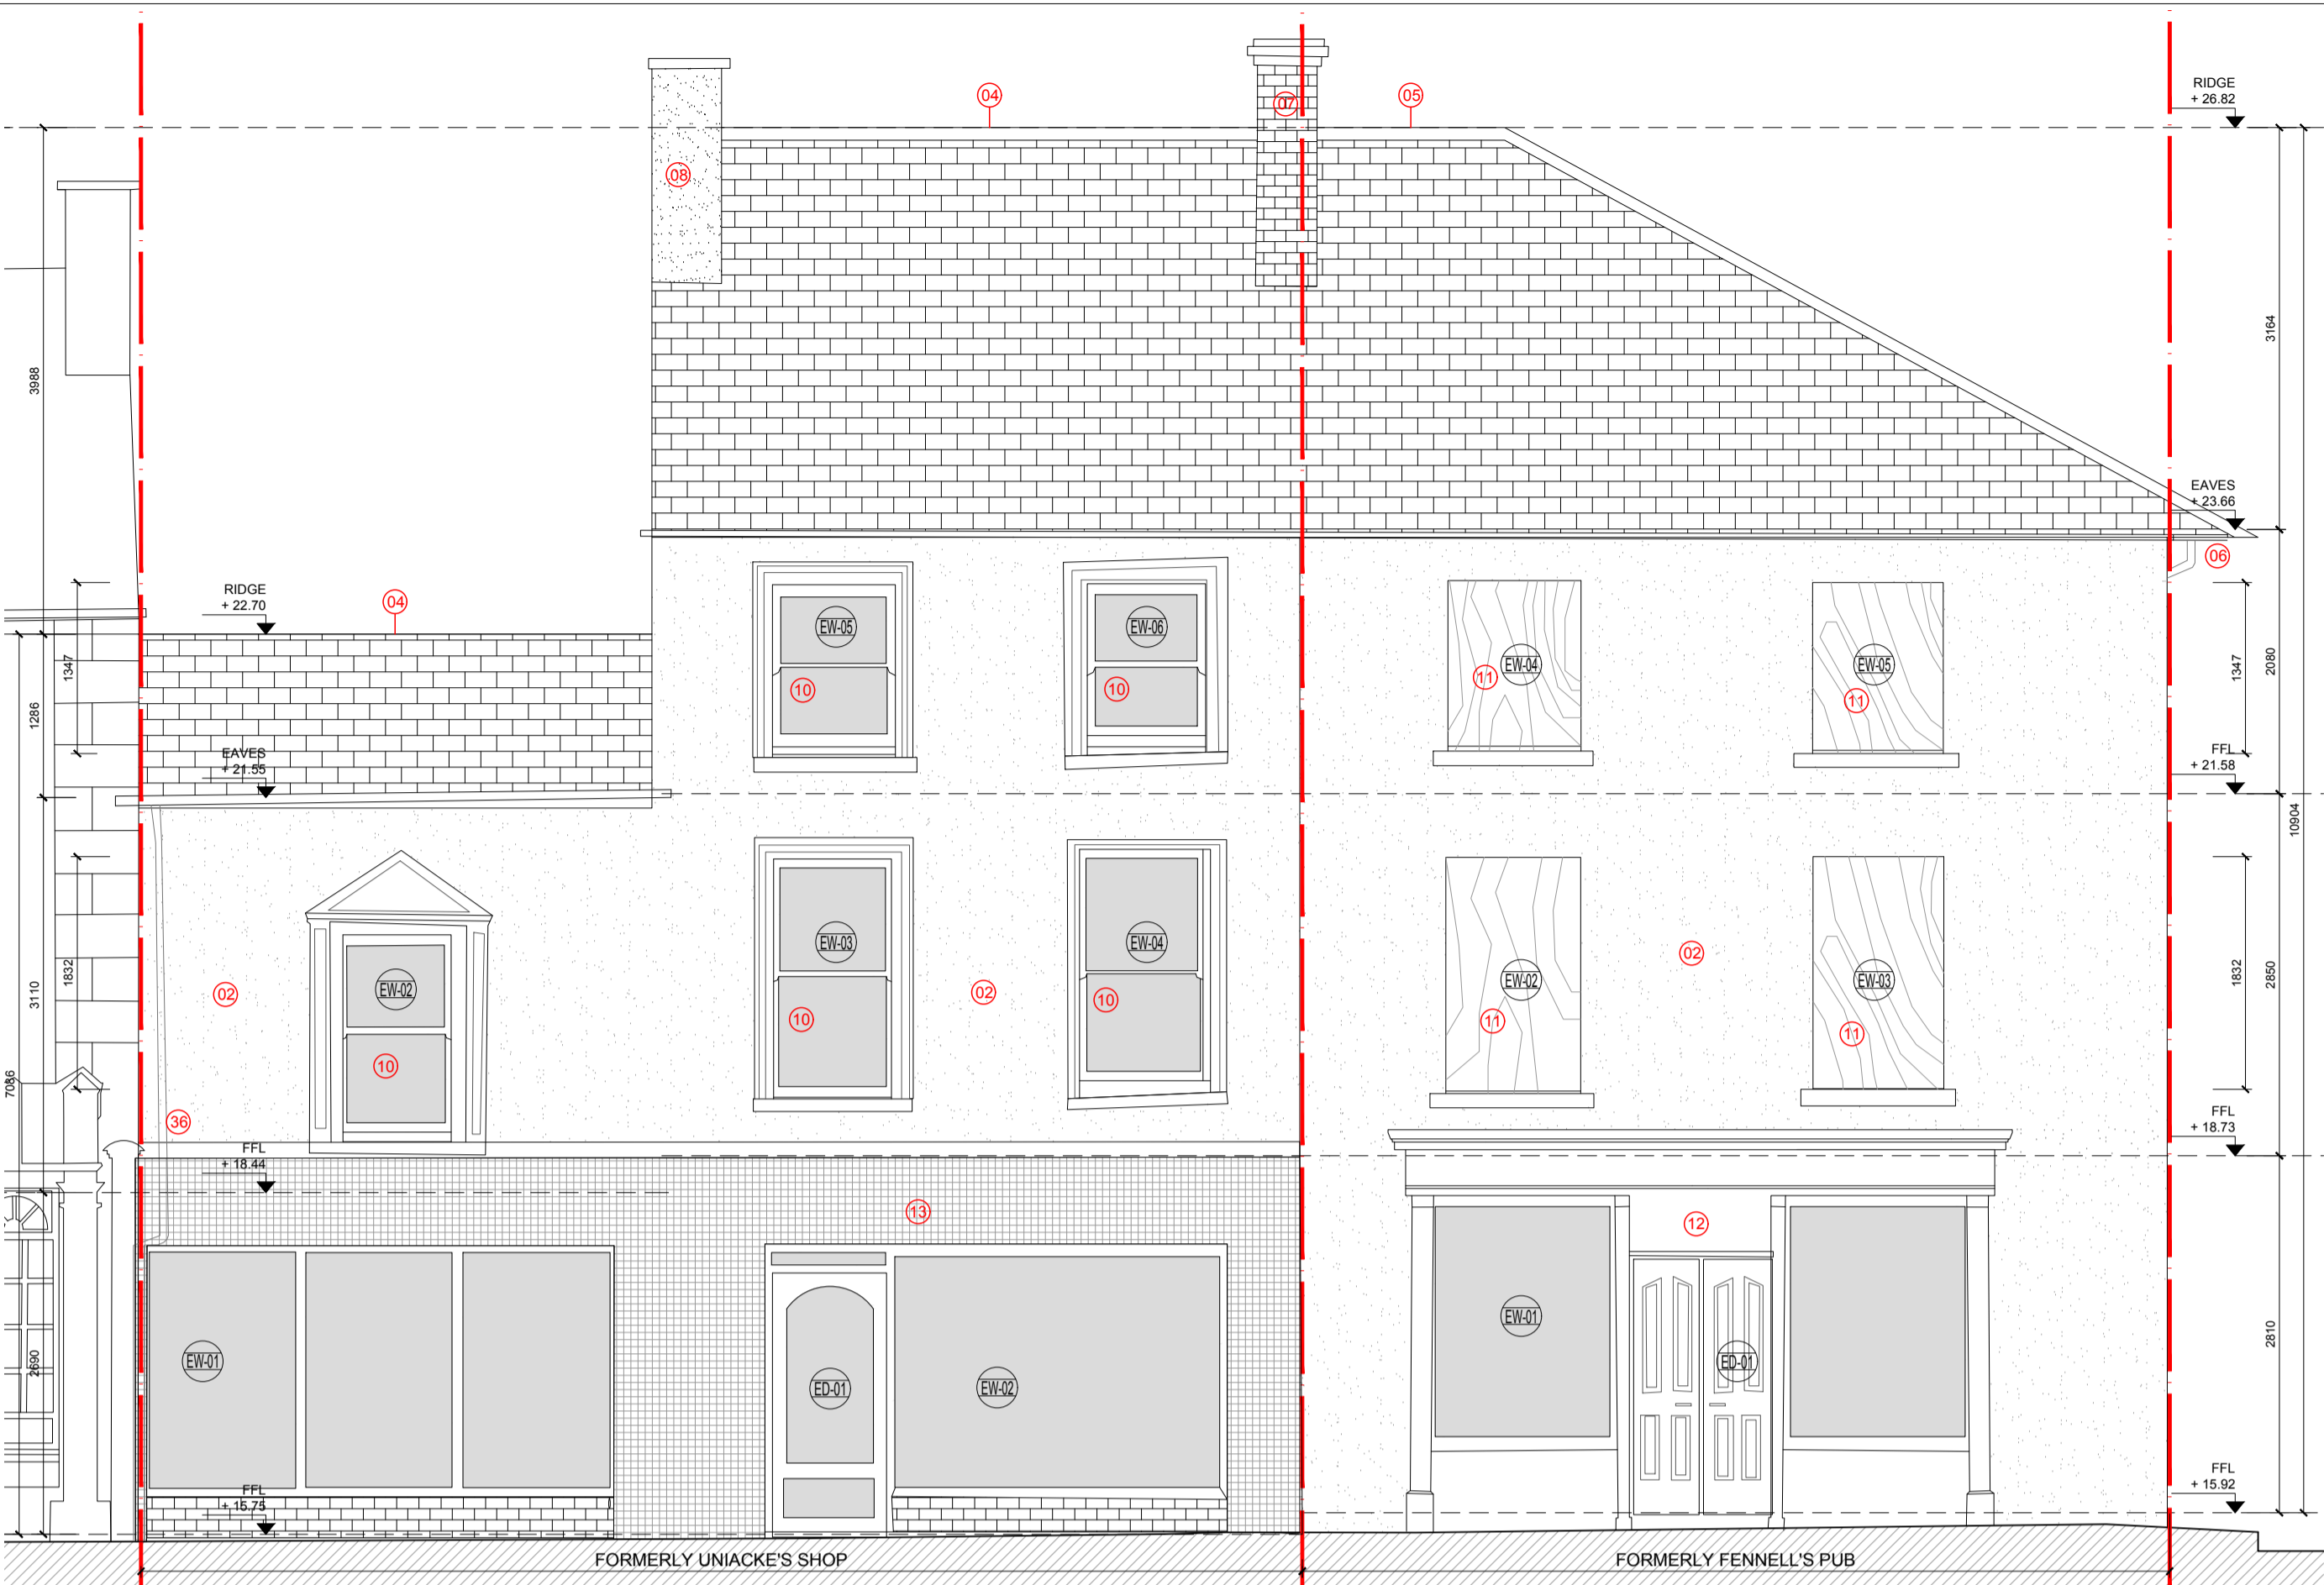 04
07
05
RIDGE
+ 26.82
08
3988
3164
EAVES
+ 23.66
06
RIDGE
+ 22.70
04
EW-05
EW-06
1347
EW-04
EW-05
1347
2080
10
10
11
11
1286
EAVES
+ 21.55
FFL
+ 21.58
10904
EW-03
EW-04
02
1832
EW-02
02
02
EW-02
EW-03
1832
2850
3110
10
10
11
11
10
7086
36
FFL
+ 18.44
FFL
+ 18.73
13
12
EW-01
2690
EW-01
ED-01
EW-02
ED-01
2810
FFL
+ 15.75
FFL
+ 15.92
FORMERLY UNIACKE'S SHOP
FORMERLY FENNELL'S PUB